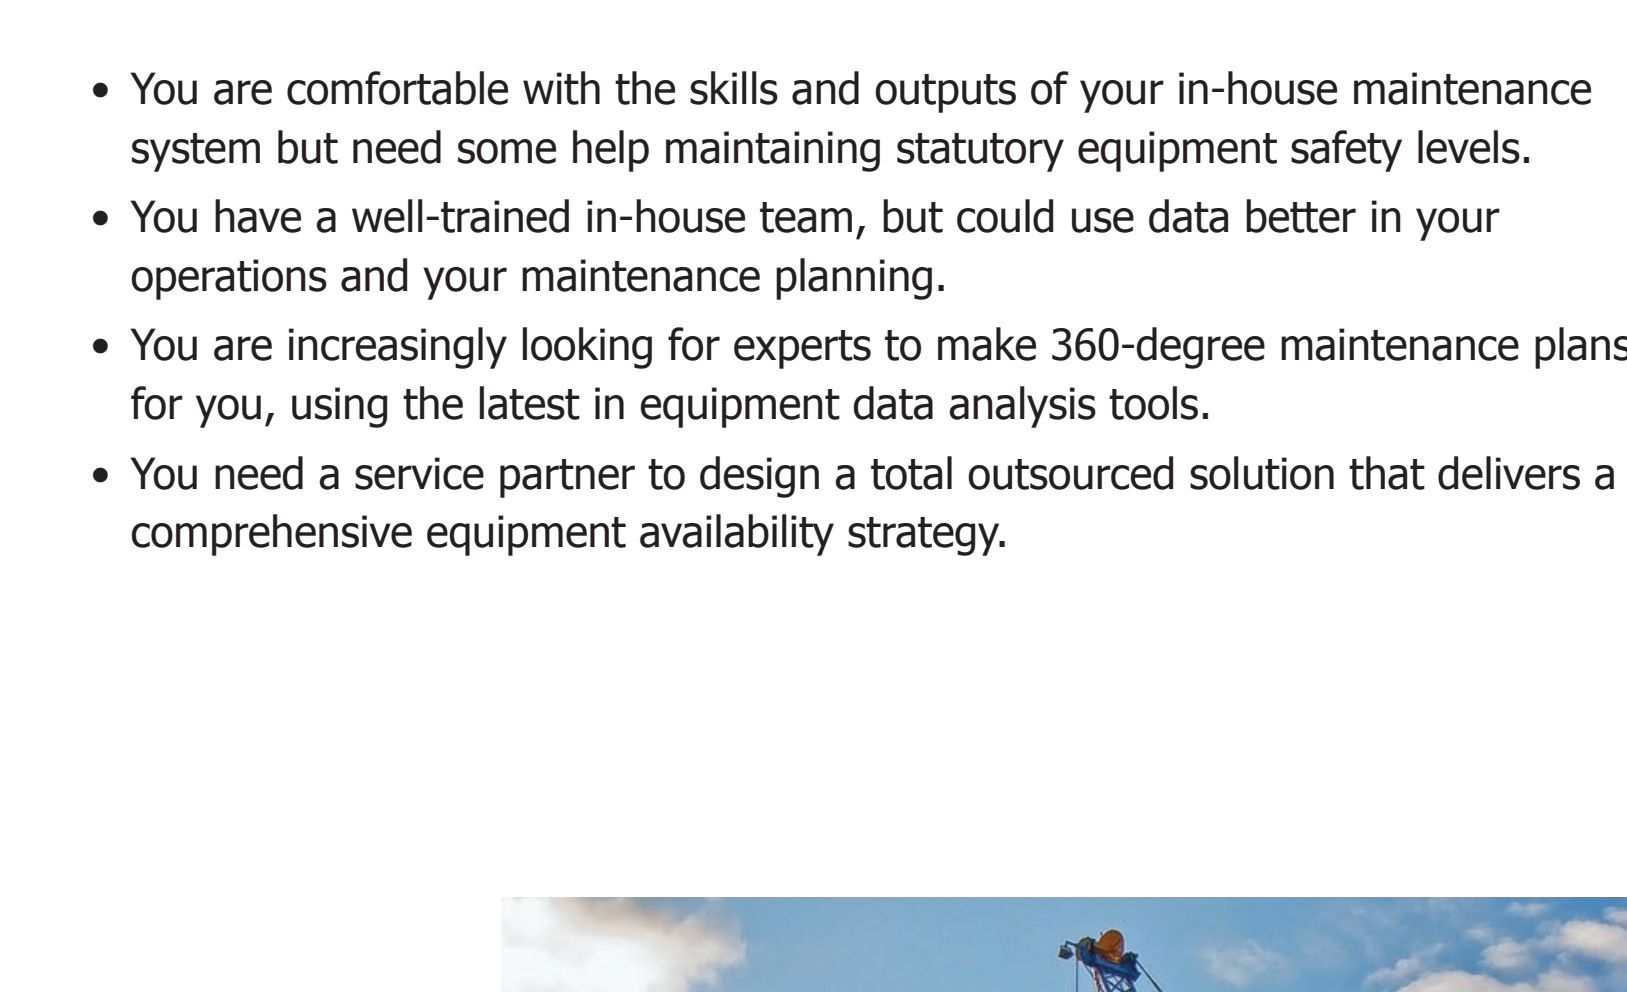 • You are comfortable with the skills and outputs of your in-house maintenance
system but need some help maintaining statutory equipment safety levels.
• You have a well-trained in-house team, but could use data better in your
operations and your maintenance planning.
• You are increasingly looking for experts to make 360-degree maintenance plans
for you, using the latest in equipment data analysis tools.
• You need a service partner to design a total outsourced solution that delivers a
comprehensive equipment availability strategy.